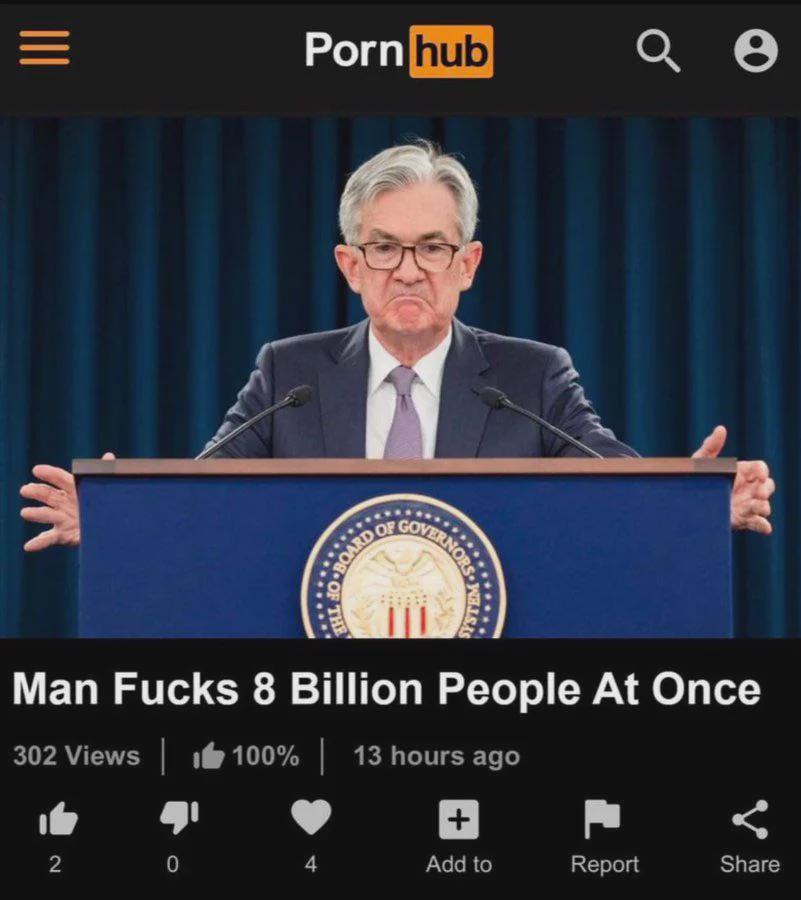 Porn hub
THE BOARD OF GOVERNORS
SYSTEM
Man Fucks 8 Billion People At Once
302 Views | 100% | 13 hours ago
2 0 4 Add to Report Share